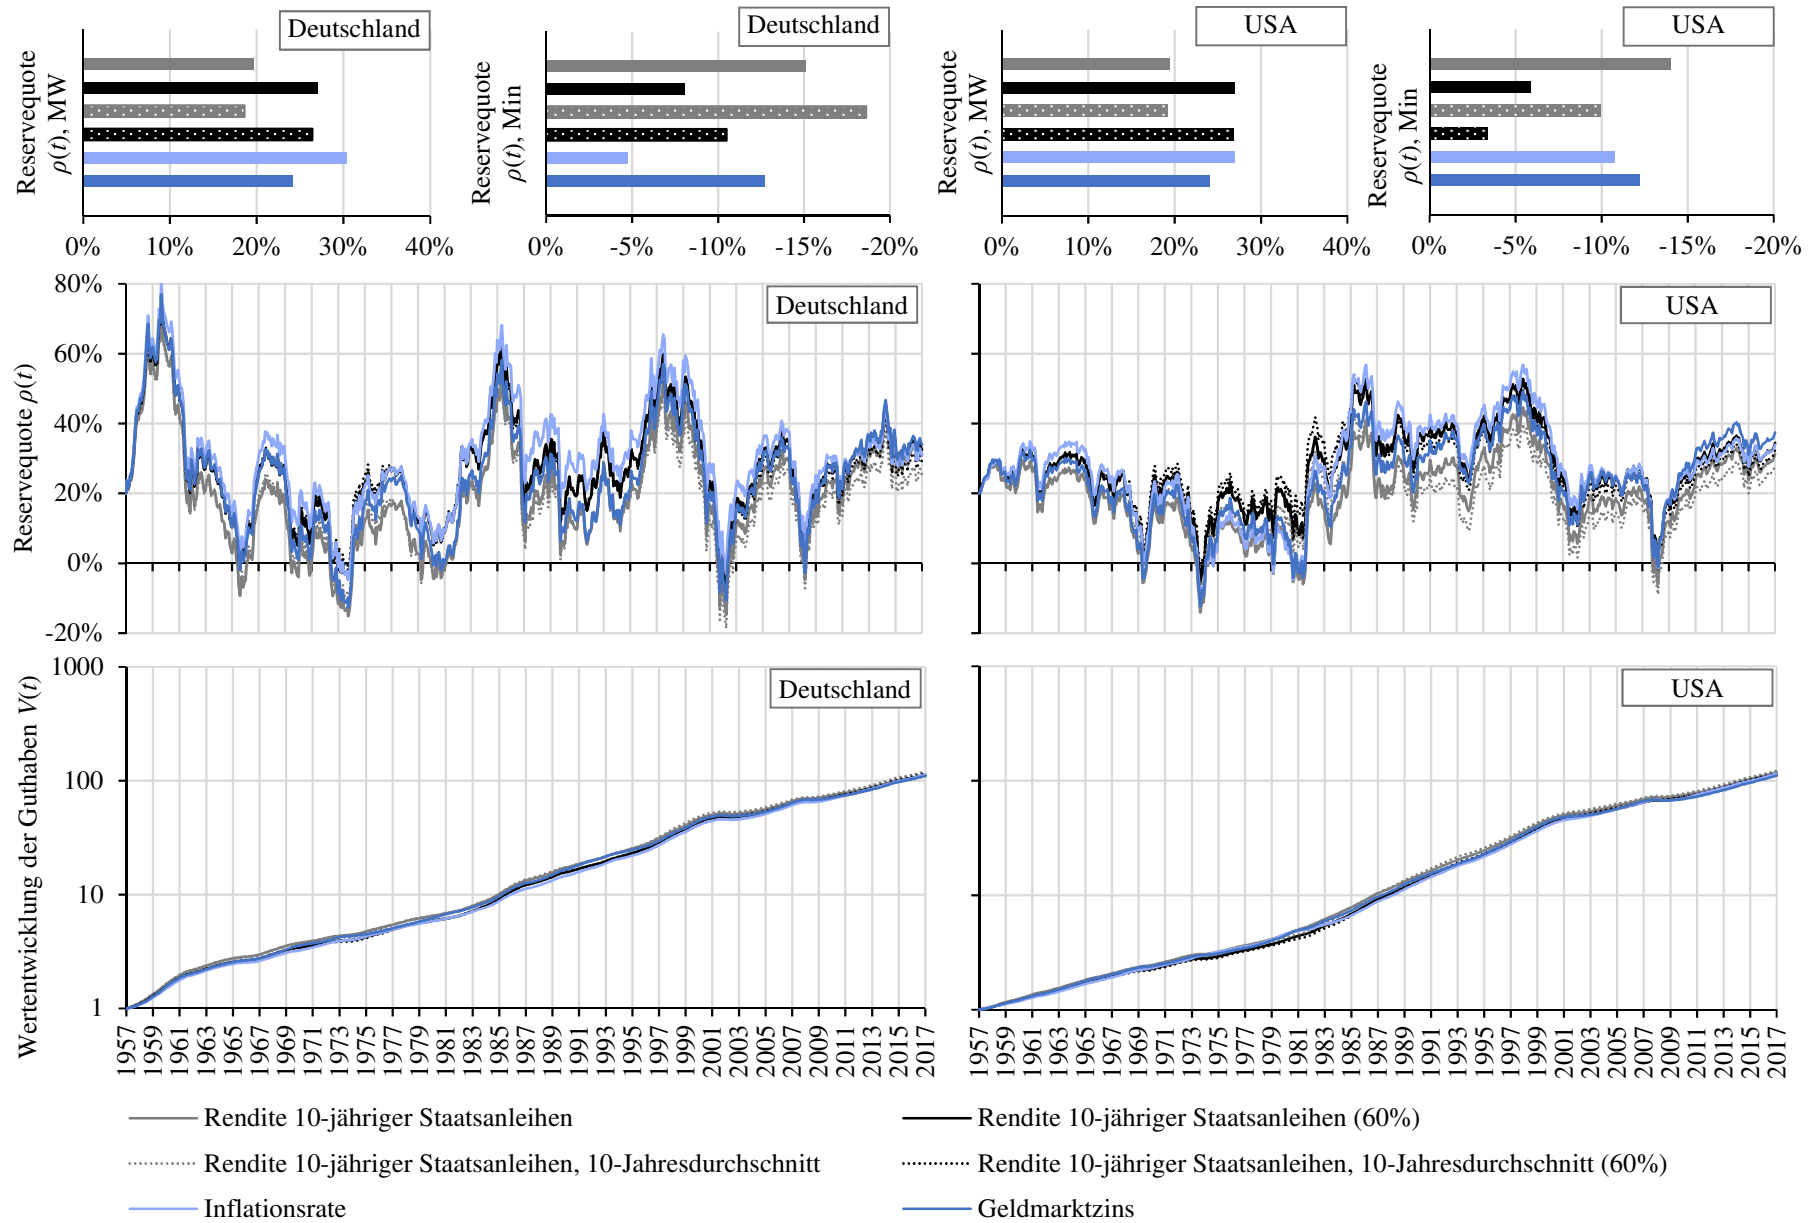 Deutschland
Reservequote
ρ(t), MW
0% 10% 20% 30% 40%
Deutschland
Reservequote
ρ(t), Min
0% -5% -10% -15% -20%
USA
Reservequote
ρ(t), MW
0% 10% 20% 30% 40%
USA
Reservequote
ρ(t), Min
0% -5% -10% -15% -20%
Deutschland
Reservequote ρ(t)
80%
60%
40%
20%
0%
-20%
USA
Deutschland
Wertentwicklung der Guthaben V(t)
1000
100
10
1
1957 1959 1961 1963 1965 1967 1969 1971 1973 1975 1977 1979 1981 1983 1985 1987 1989 1991 1993 1995 1997 1999 2001 2003 2005 2007 2009 2011 2013 2015 2017
USA
1957 1959 1961 1963 1965 1967 1969 1971 1973 1975 1977 1979 1981 1983 1985 1987 1989 1991 1993 1995 1997 1999 2001 2003 2005 2007 2009 2011 2013 2015 2017
Rendite 10-jähriger Staatsanleihen
Rendite 10-jähriger Staatsanleihen (60%)
Rendite 10-jähriger Staatsanleihen, 10-Jahresdurchschnitt
Rendite 10-jähriger Staatsanleihen, 10-Jahresdurchschnitt (60%)
Inflationsrate
Geldmarktzins